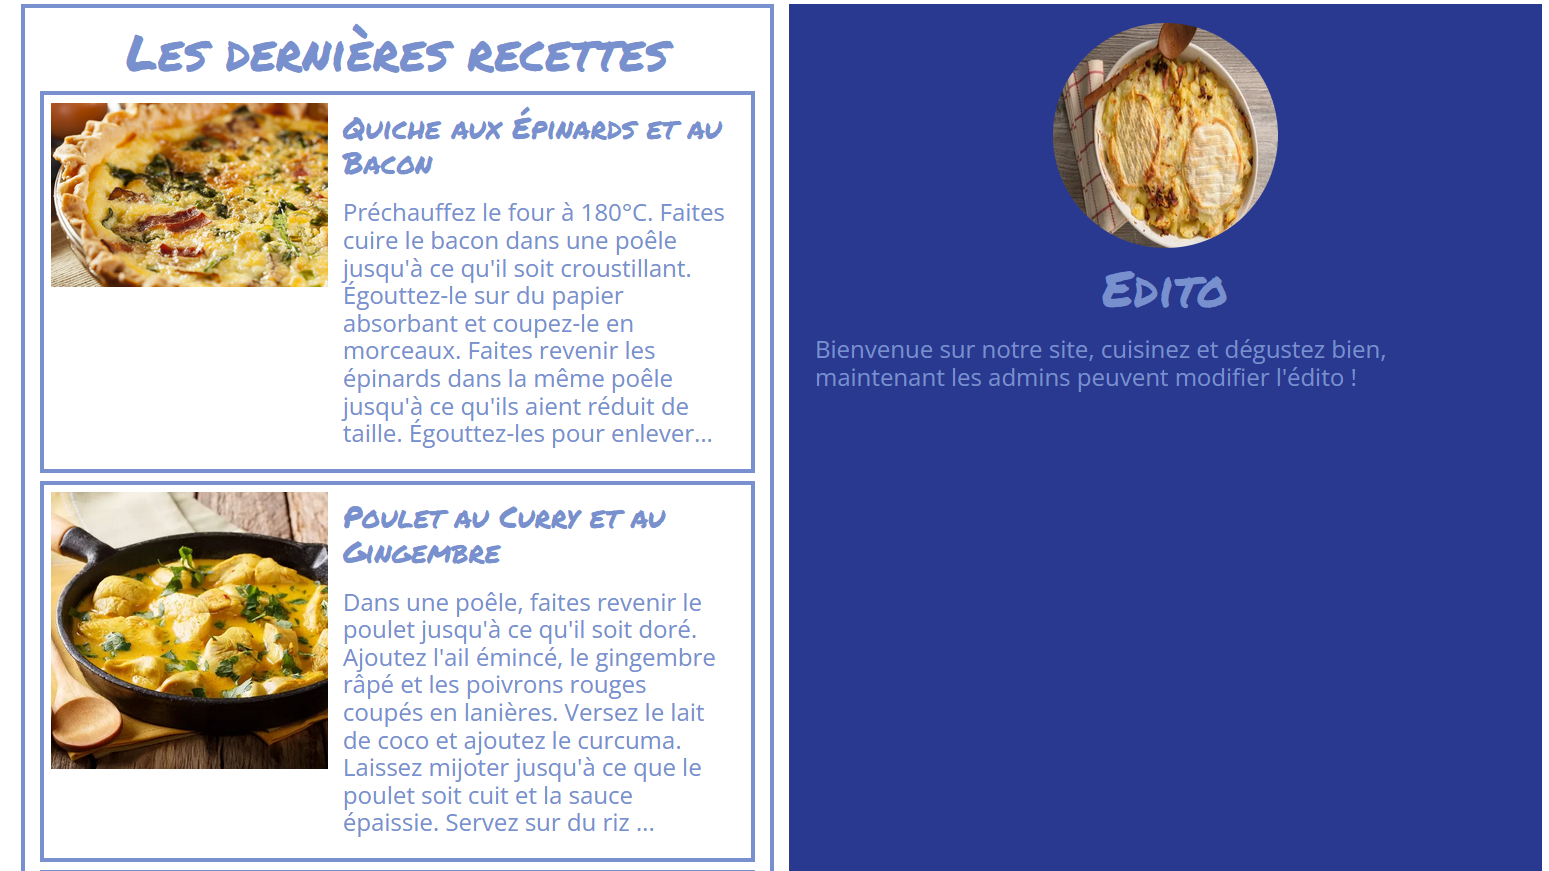 Les dernières recettes
Quiche aux Épinards et au
Bacon
Préchauffez le four à 180°C. Faites
cuire le bacon dans une poêle
jusqu'à ce qu'il soit croustillant.
Égouttez-le sur du papier
absorbant et coupez-le en
morceaux. Faites revenir les
épinards dans la même poêle
jusqu'à ce qu'ils aient réduit de
taille. Égouttez-les pour enlever...
Poulet au Curry et au
Gingembre
Dans une poêle, faites revenir le
poulet jusqu'à ce qu'il soit doré.
Ajoutez l'ail émincé, le gingembre
râpé et les poivrons rouges
coupés en lanières. Versez le lait
de coco et ajoutez le curcuma.
Laissez mijoter jusqu'à ce que le
poulet soit cuit et la sauce
épaissie. Servez sur du riz ...
Edito
Bienvenue sur notre site, cuisinez et dégustez bien,
maintenant les admins peuvent modifier l'édito !